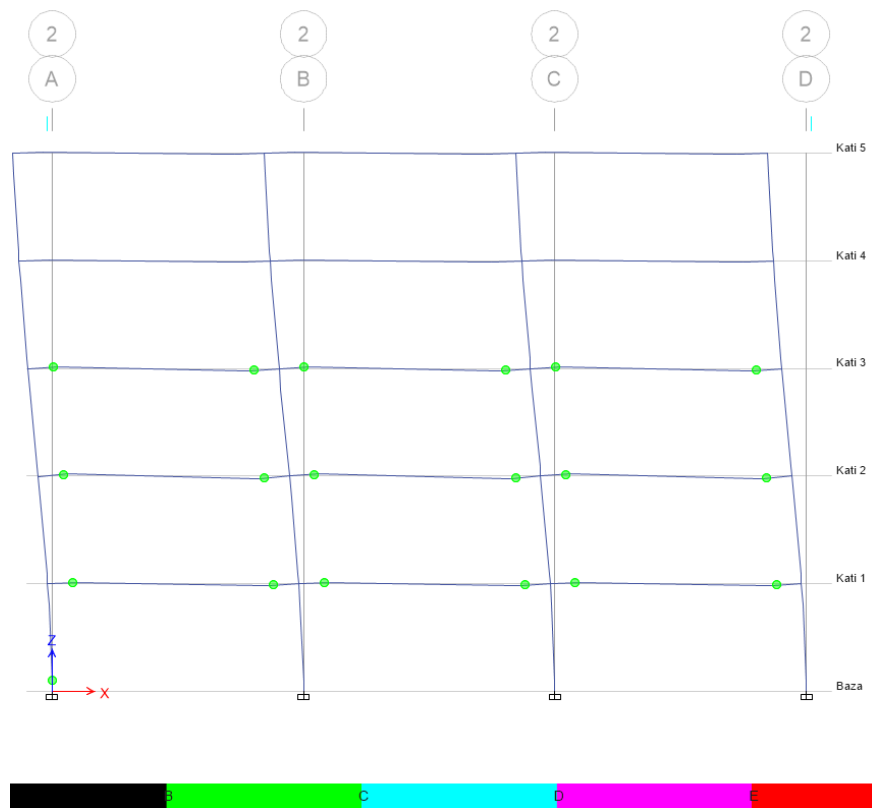 2 2 2 2
A B C D
Kati 5
Kati 4
Kati 3
Kati 2
Kati 1
Z
X
Baza
B C D E